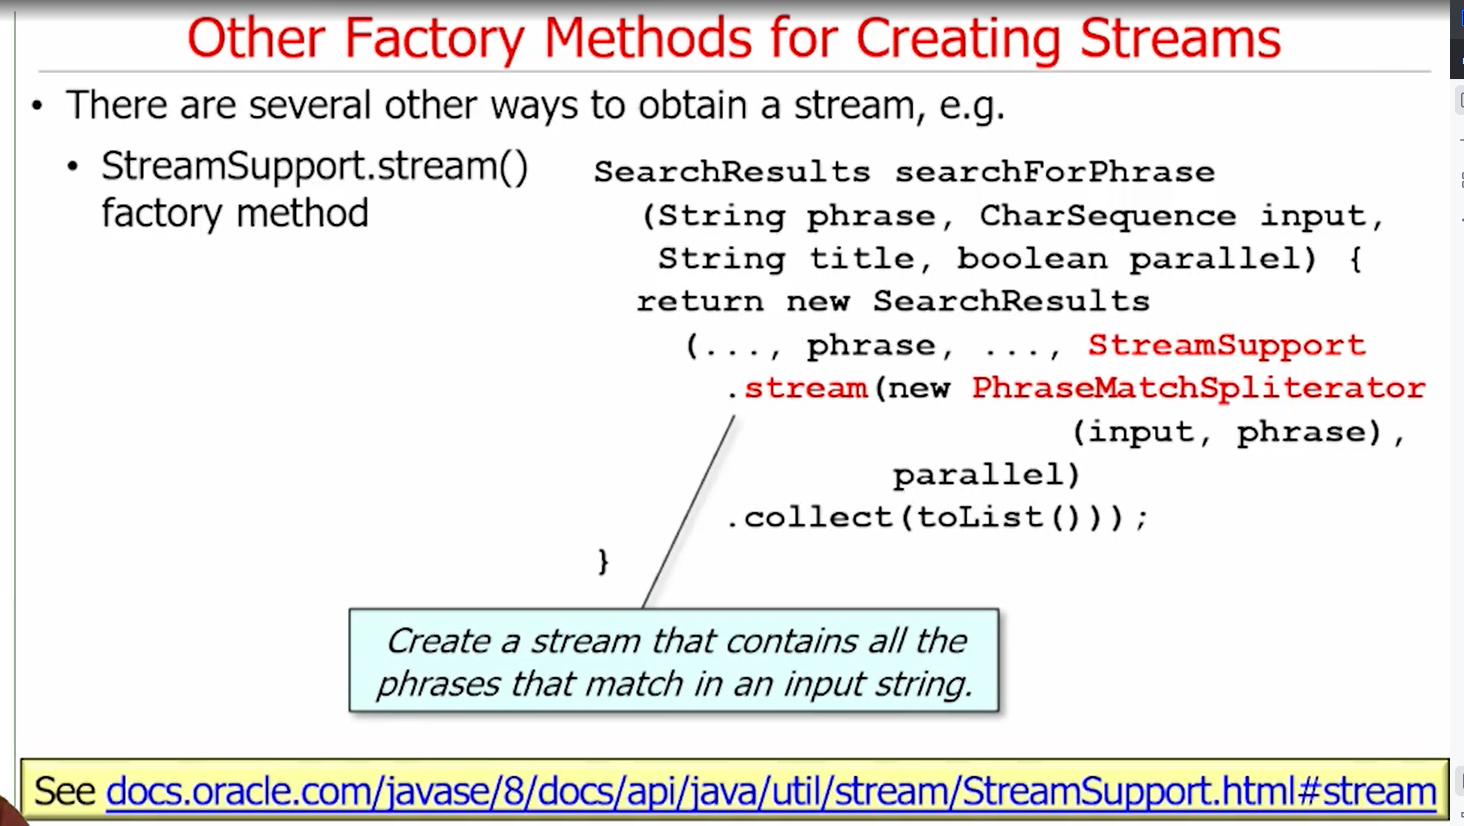 Other Factory Methods for Creating Streams
• There are several other ways to obtain a stream, e.g.
• StreamSupport.stream()
factory method
SearchResults searchForPhrase
(String phrase, CharSequence input,
String title, boolean parallel) {
return new SearchResults
(..., phrase, ..., StreamSupport
.stream(new PhraseMatchSpliterator
(input, phrase),
parallel)
.collect(toList()));
}
Create a stream that contains all the
phrases that match in an input string.
See docs.oracle.com/javase/8/docs/api/java/util/stream/StreamSupport.html#stream